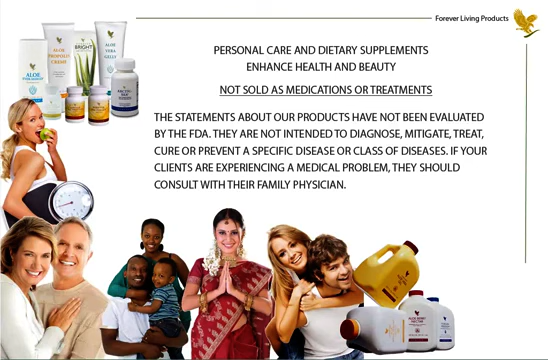 Forever Living Products
PERSONAL CARE AND DIETARY SUPPLEMENTS
ENHANCE HEALTH AND BEAUTY
NOT SOLD AS MEDICATIONS OR TREATMENTS
THE STATEMENTS ABOUT OUR PRODUCTS HAVE NOT BEEN EVALUATED
BY THE FDA. THEY ARE NOT INTENDED TO DIAGNOSE, MITIGATE, TREAT,
CURE OR PREVENT A SPECIFIC DISEASE OR CLASS OF DISEASES. IF YOUR
CLIENTS ARE EXPERIENCING A MEDICAL PROBLEM, THEY SHOULD
CONSULT WITH THEIR FAMILY PHYSICIAN.
ALOE
PROPOLIS
CREME
BRIGHT
ALOE
VERA
GELLY
ALOE